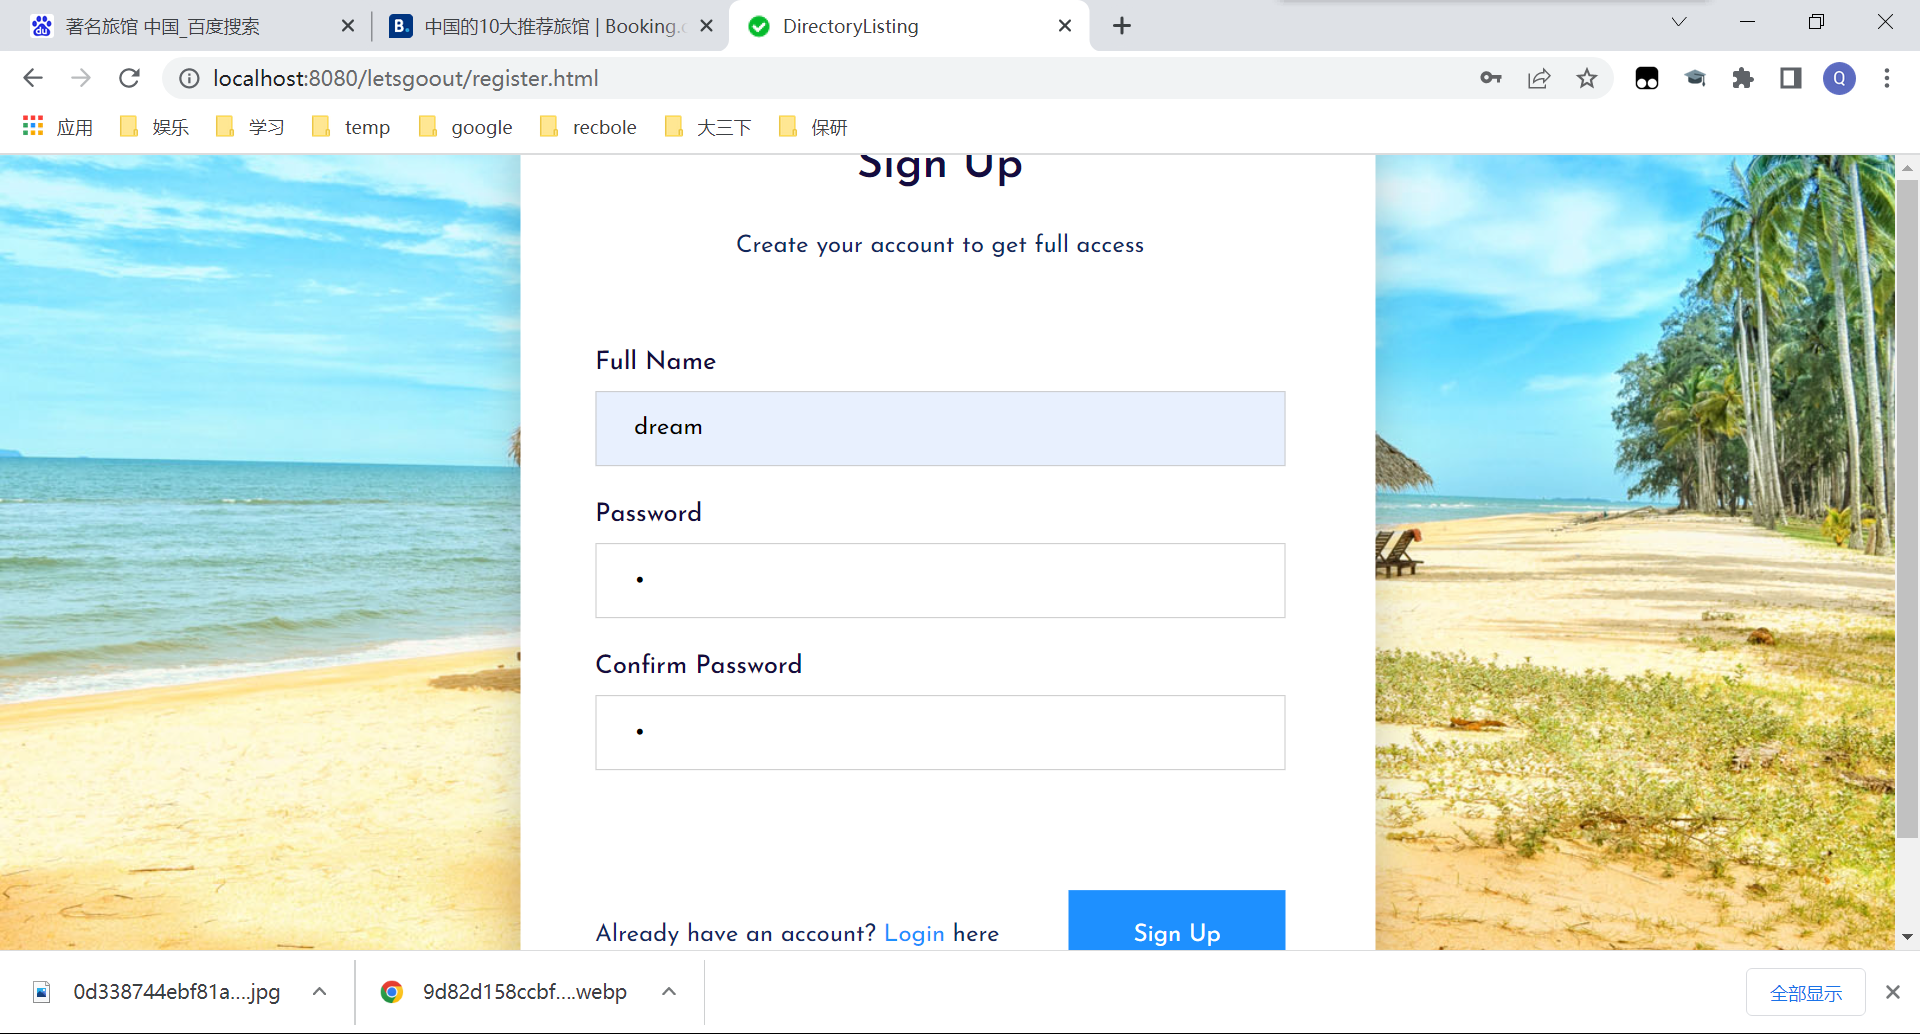 著名旅馆 中国_百度搜索
中国的10大推荐旅馆 | Booking.c
DirectoryListing
localhost:8080/letsgoout/register.html
Q
应用
娱乐
学习
temp
google
recbole
大三下
保研
Sign Up
Create your account to get full access
Full Name
dream
Password
Confirm Password
Already have an account? Login here
Sign Up
0d338744ebf81a....jpg
9d82d158ccbf....webp
全部显示